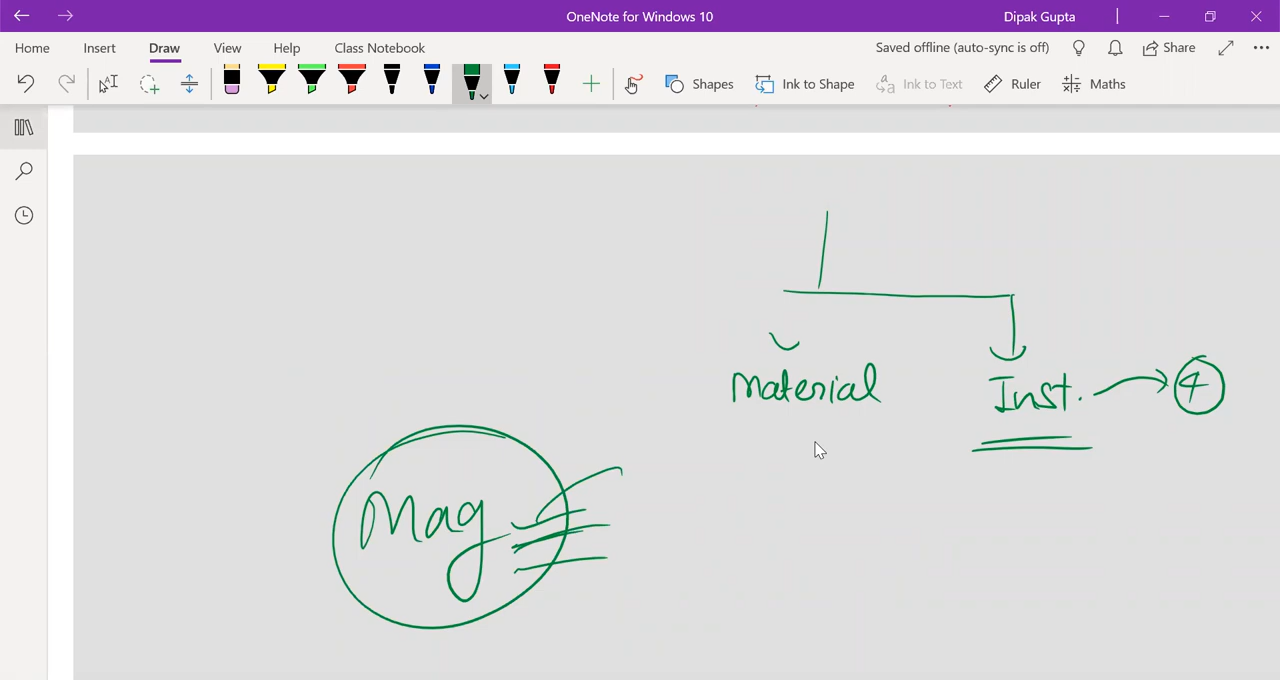 OneNote for Windows 10
Dipak Gupta
Home Insert Draw View Help Class Notebook
Saved offline (auto-sync is off)
Share
Shapes
Ink to Shape
Ink to Text
Ruler
Maths
Material
Inst. → 4
Mag